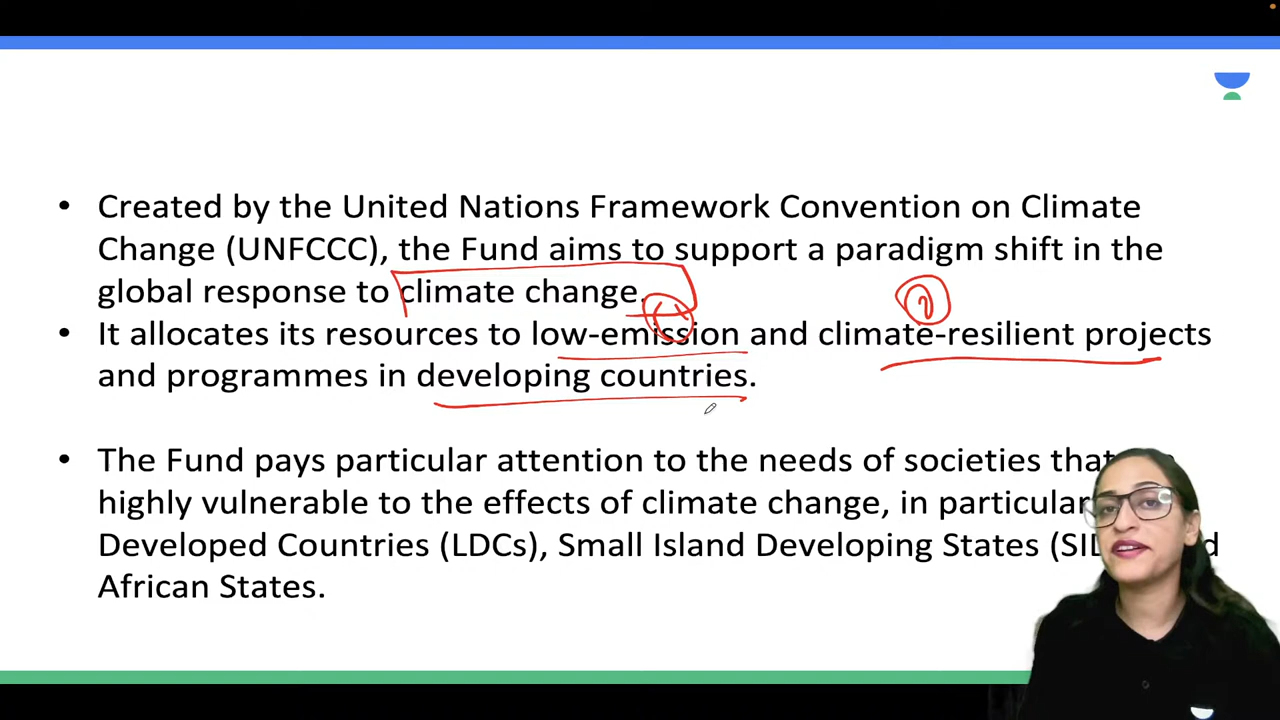 • Created by the United Nations Framework Convention on Climate
Change (UNFCCC), the Fund aims to support a paradigm shift in the
global response to climate change.
• It allocates its resources to low-emission and climate-resilient projects
and programmes in developing countries.
• The Fund pays particular attention to the needs of societies that
highly vulnerable to the effects of climate change, in particular
Developed Countries (LDCs), Small Island Developing States
African States.